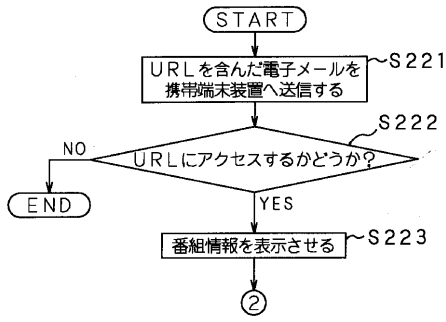 START
URLを含んだ電子メールを
携帯端末装置へ送信する
S221
S222
URLにアクセスするかどうか?
NO
END
YES
番組情報を表示させる
S223
②